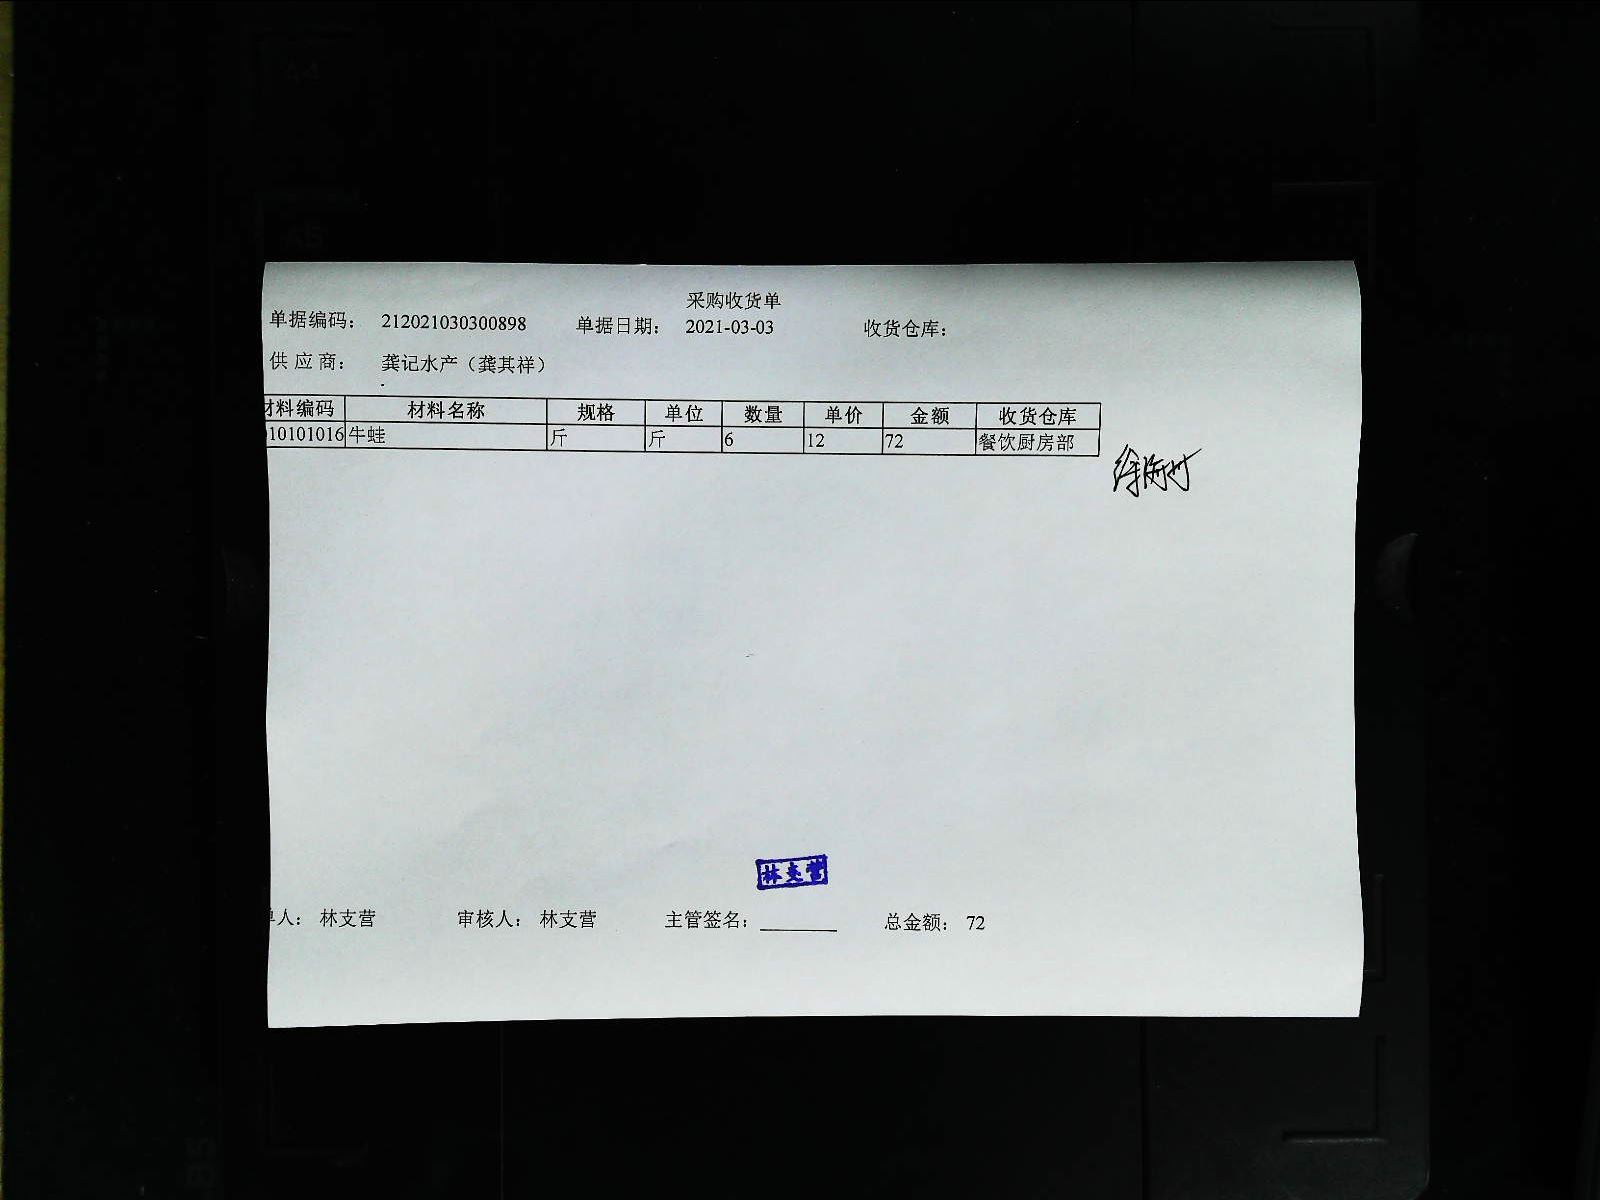 采购收货单
单据编码: 212021030300898 单据日期: 2021-03-03 收货仓库:
供应商: 龚记水产（龚其祥）
材料编码 材料名称 规格 单位 数量 单价 金额 收货仓库
010101016 牛蛙 斤 斤 6 12 72 餐饮厨房部
林支营
单人: 林支营 审核人: 林支营 主管签名: 总金额: 72